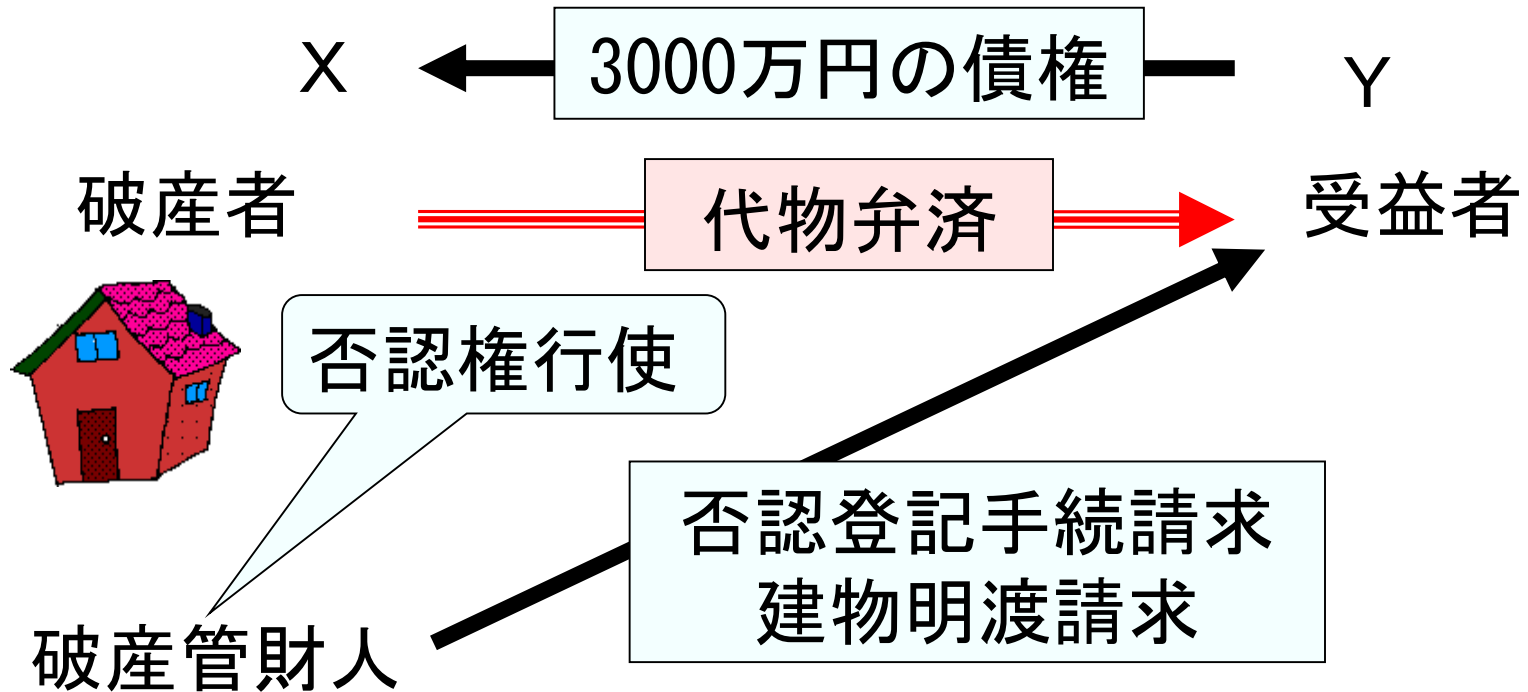 X
3000万円の債権
Y
破産者
代物弁済
受益者
否認権行使
否認登記手続請求
建物明渡請求
破産管財人